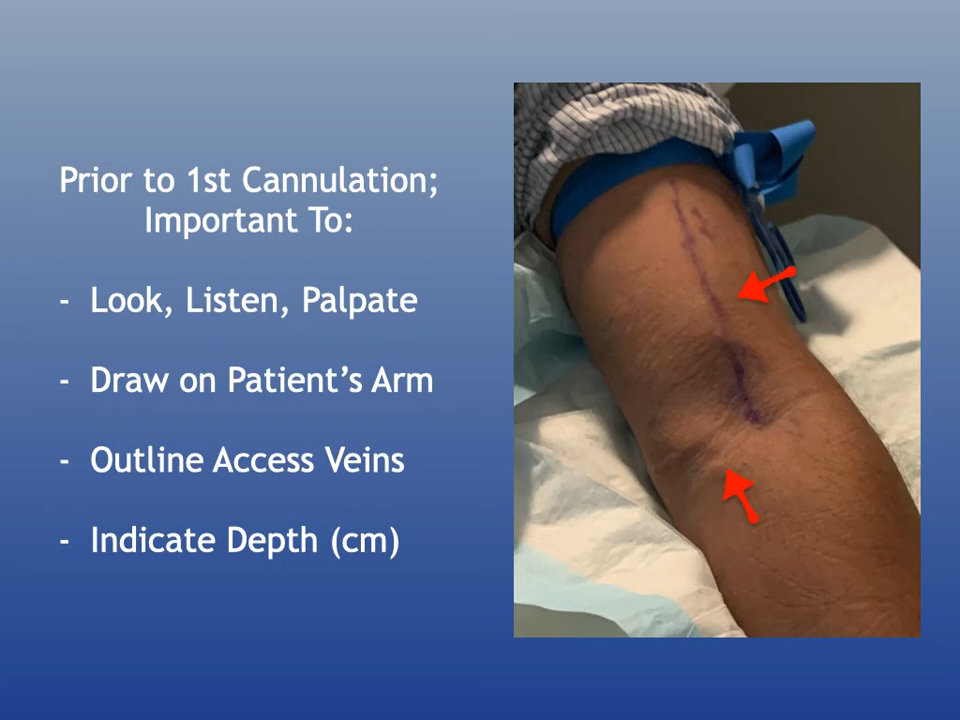 Prior to 1st Cannulation;
Important To:
- Look, Listen, Palpate
- Draw on Patient’s Arm
- Outline Access Veins
- Indicate Depth (cm)